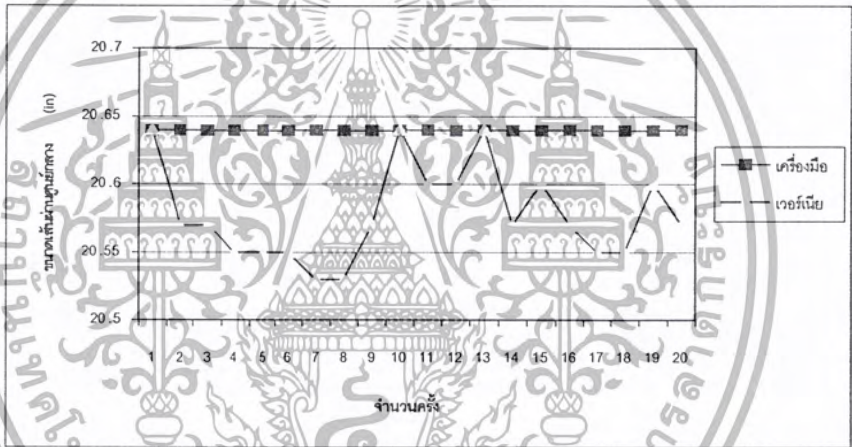 20.7
20.65
20.6
20.55
20.5
ขนาดเส้นผ่านศูนย์กลาง (in)
1 2 3 4 5 6 7 8 9 10 11 12 13 14 15 16 17 18 19 20
จำนวนครั้ง
เครื่องมือ
เวอร์เนีย